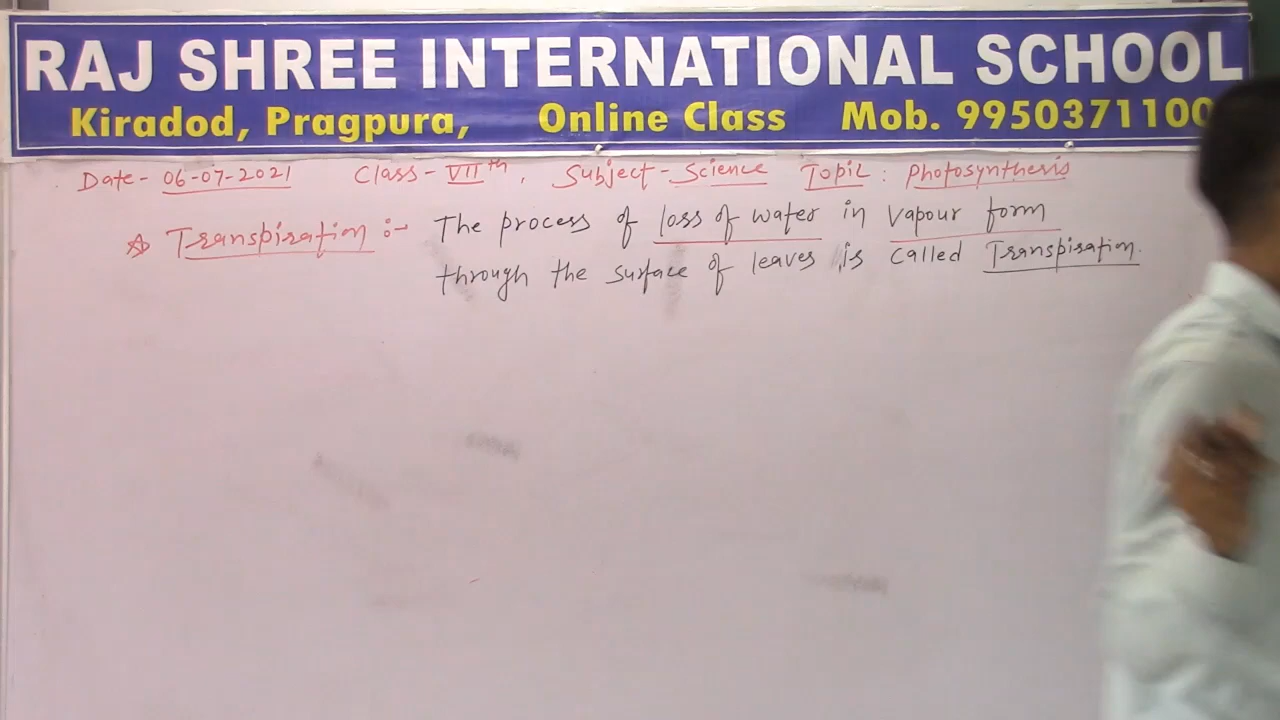 RAJ SHREE INTERNATIONAL SCHOOL
Kiradod, Pragpura, Online Class Mob. 9950371100
Date- 06-07-2021 Class- VIIth, Subject- Science Topic: Photosynthesis
☆ Transpiration :- The process of loss of water in vapour form
through the surface of leaves is called Transpiration.